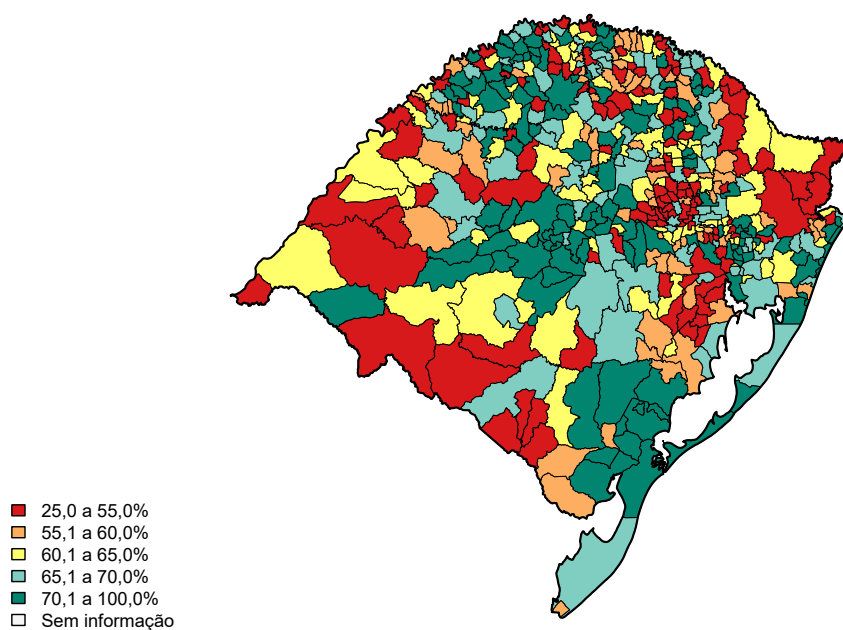 25,0 a 55,0%
55,1 a 60,0%
60,1 a 65,0%
65,1 a 70,0%
70,1 a 100,0%
Sem informação